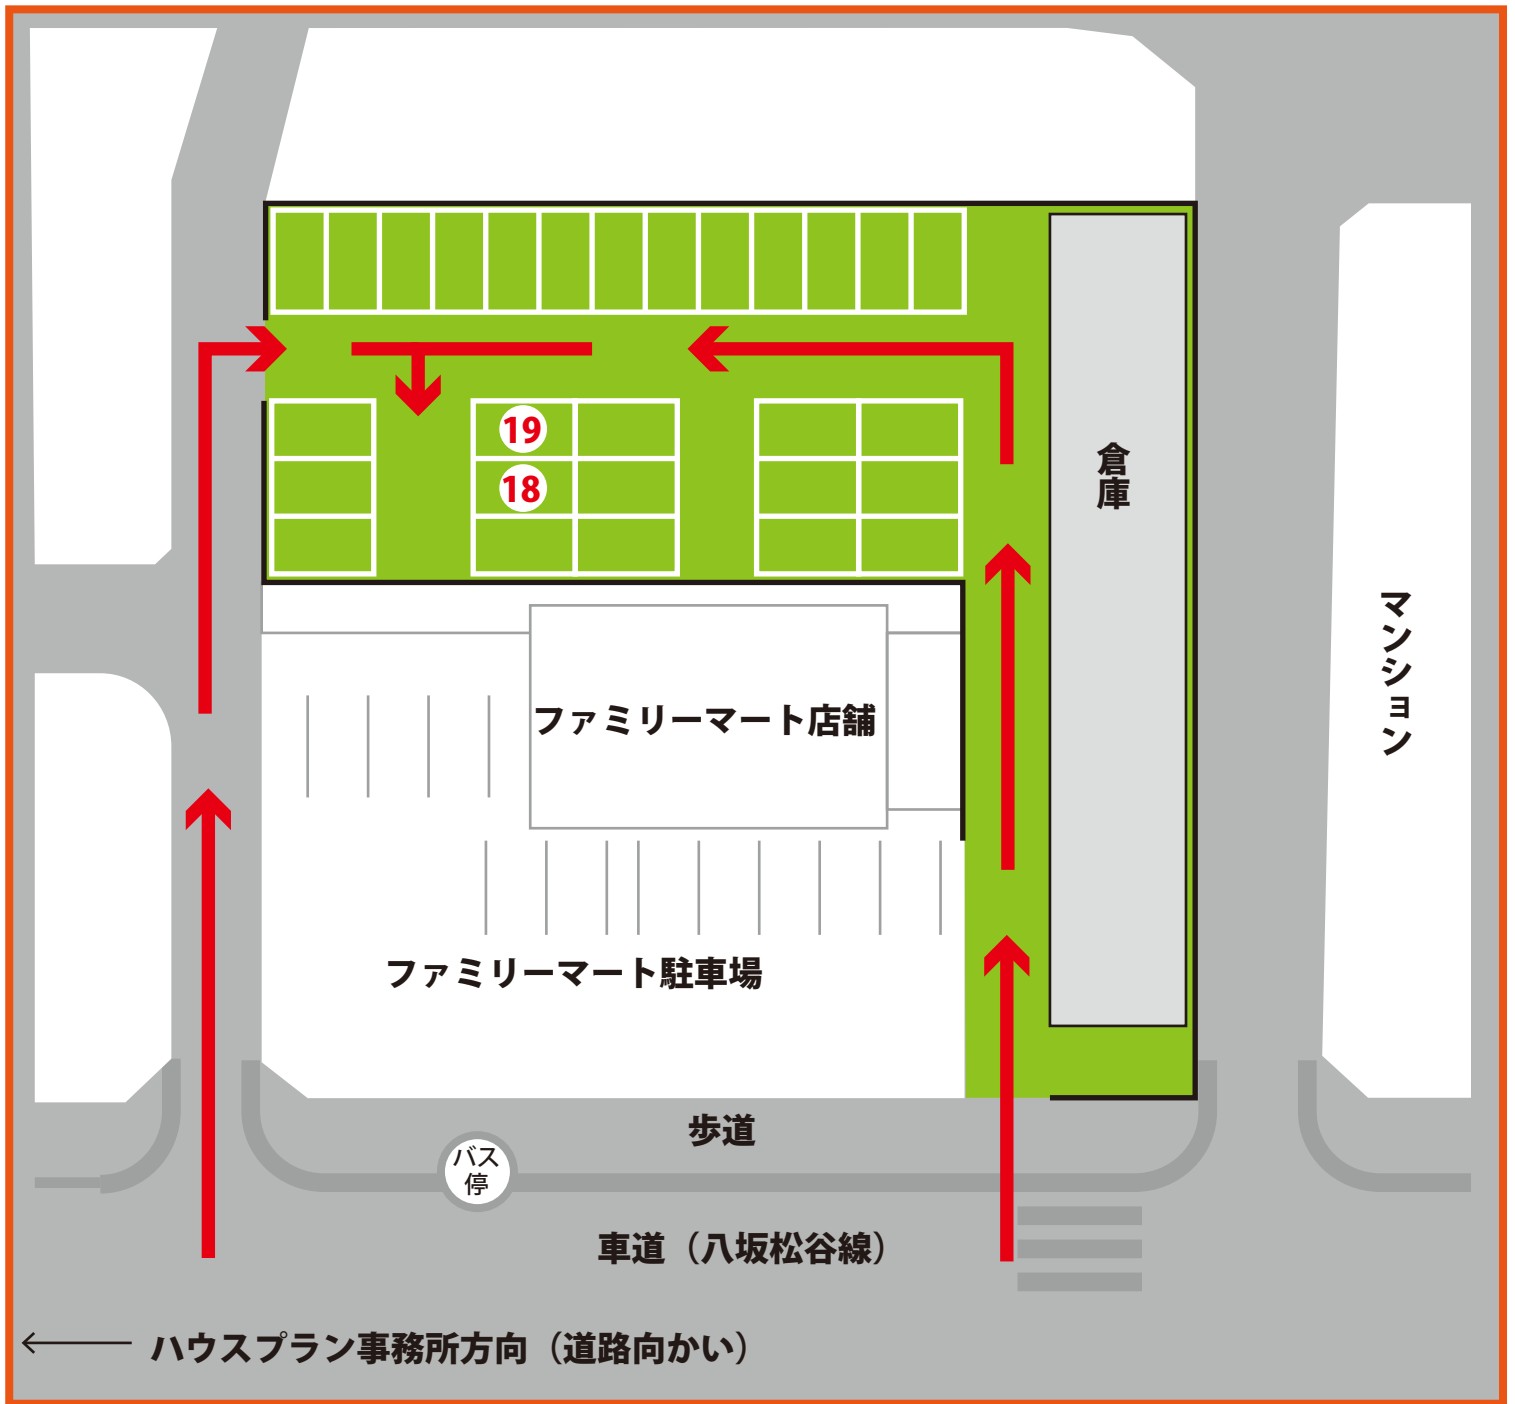 19
18
倉庫
マンション
ファミリーマート店舗
ファミリーマート駐車場
歩道
バス
停
車道（八坂松谷線）
ハウスプラン事務所方向（道路向かい）